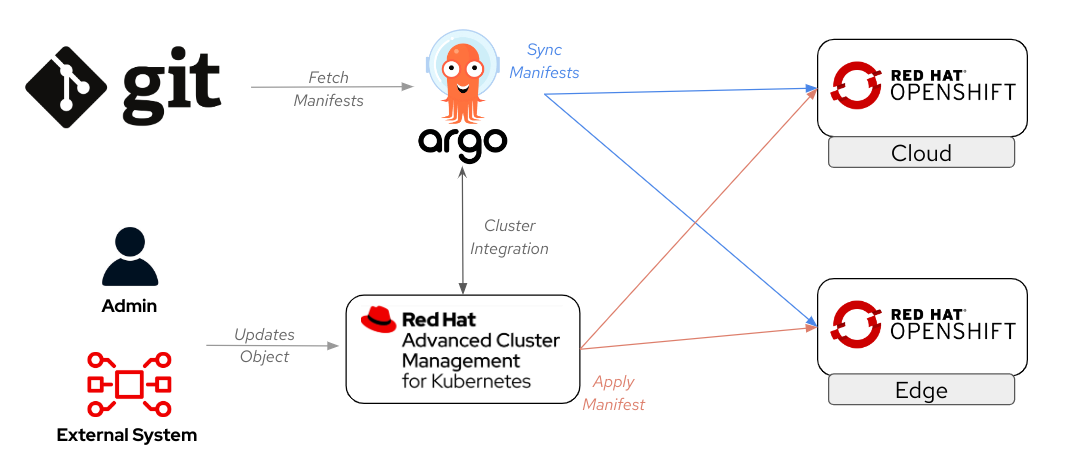 git
Fetch
Manifests
argo
Sync
Manifests
RED HAT®
OPENSHIFT
Cloud
Cluster
Integration
Admin
Updates
Object
External System
Red Hat
Advanced Cluster
Management
for Kubernetes
Apply
Manifest
RED HAT®
OPENSHIFT
Edge